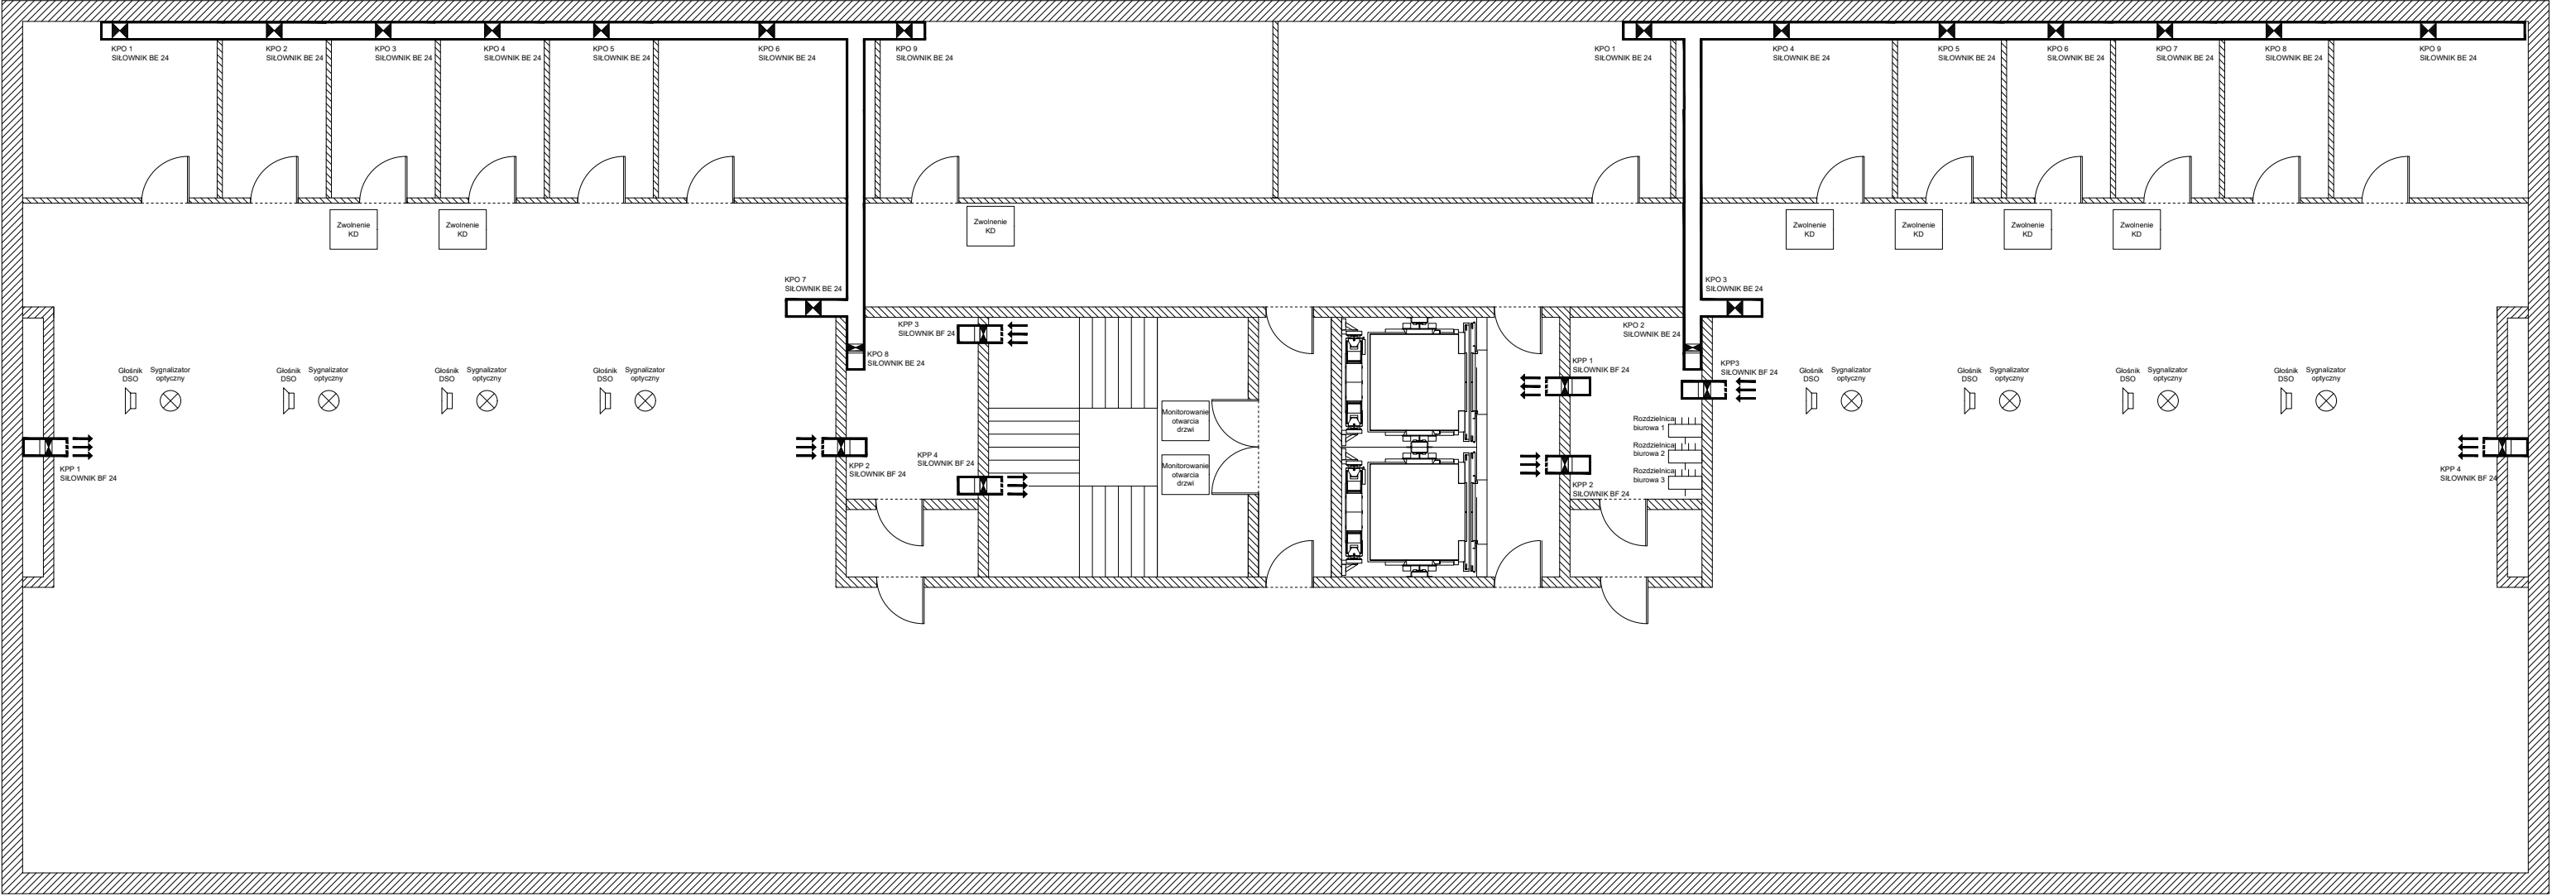 KPO 1
SIŁOWNIK BE 24
KPO 2
SIŁOWNIK BE 24
KPO 3
SIŁOWNIK BE 24
KPO 4
SIŁOWNIK BE 24
KPO 5
SIŁOWNIK BE 24
KPO 6
SIŁOWNIK BE 24
KPO 9
SIŁOWNIK BE 24
KPO 1
SIŁOWNIK BE 24
KPO 4
SIŁOWNIK BE 24
KPO 5
SIŁOWNIK BE 24
KPO 6
SIŁOWNIK BE 24
KPO 7
SIŁOWNIK BE 24
KPO 8
SIŁOWNIK BE 24
KPO 9
SIŁOWNIK BE 24
Zwolnienie
KD
Zwolnienie
KD
Zwolnienie
KD
Zwolnienie
KD
Zwolnienie
KD
Zwolnienie
KD
Zwolnienie
KD
KPO 7
SIŁOWNIK BE 24
KPO 3
SIŁOWNIK BE 24
KPP 3
SIŁOWNIK BF 24
KPO 2
SIŁOWNIK BE 24
KPO 8
SIŁOWNIK BE 24
KPP 1
SIŁOWNIK BF 24
KPP3
SIŁOWNIK BF 24
Głośnik
DSO
Sygnalizator
optyczny
Głośnik
DSO
Sygnalizator
optyczny
Głośnik
DSO
Sygnalizator
optyczny
Głośnik
DSO
Sygnalizator
optyczny
Głośnik
DSO
Sygnalizator
optyczny
Głośnik
DSO
Sygnalizator
optyczny
Głośnik
DSO
Sygnalizator
optyczny
Głośnik
DSO
Sygnalizator
optyczny
Monitorowanie
otwarcia
drzwi
Monitorowanie
otwarcia
drzwi
Rozdzielnica
biurowa 1
Rozdzielnica
biurowa 2
Rozdzielnica
biurowa 3
KPP 1
SIŁOWNIK BF 24
KPP 2
SIŁOWNIK BF 24
KPP 4
SIŁOWNIK BF 24
KPP 2
SIŁOWNIK BF 24
KPP 4
SIŁOWNIK BF 24